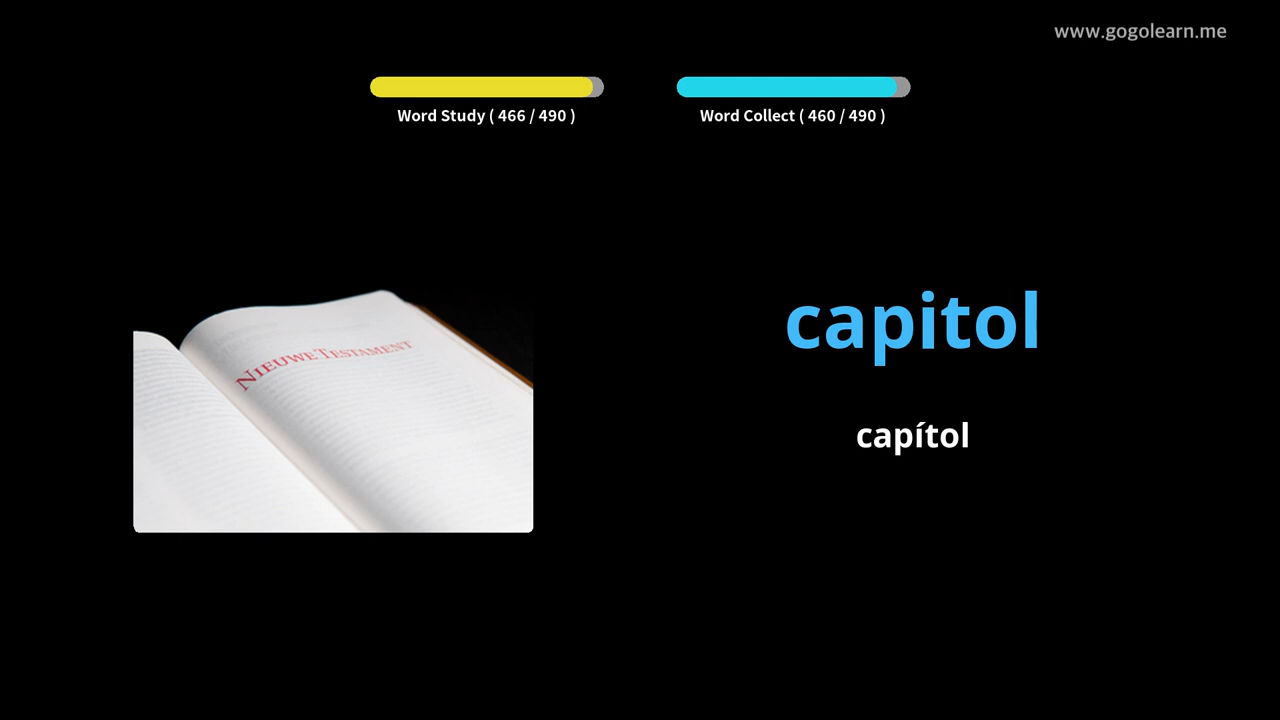 www.gogolearn.me
Word Study ( 466 / 490 )
Word Collect ( 460 / 490 )
NIEUWE TESTAMENT
capitol
capítol